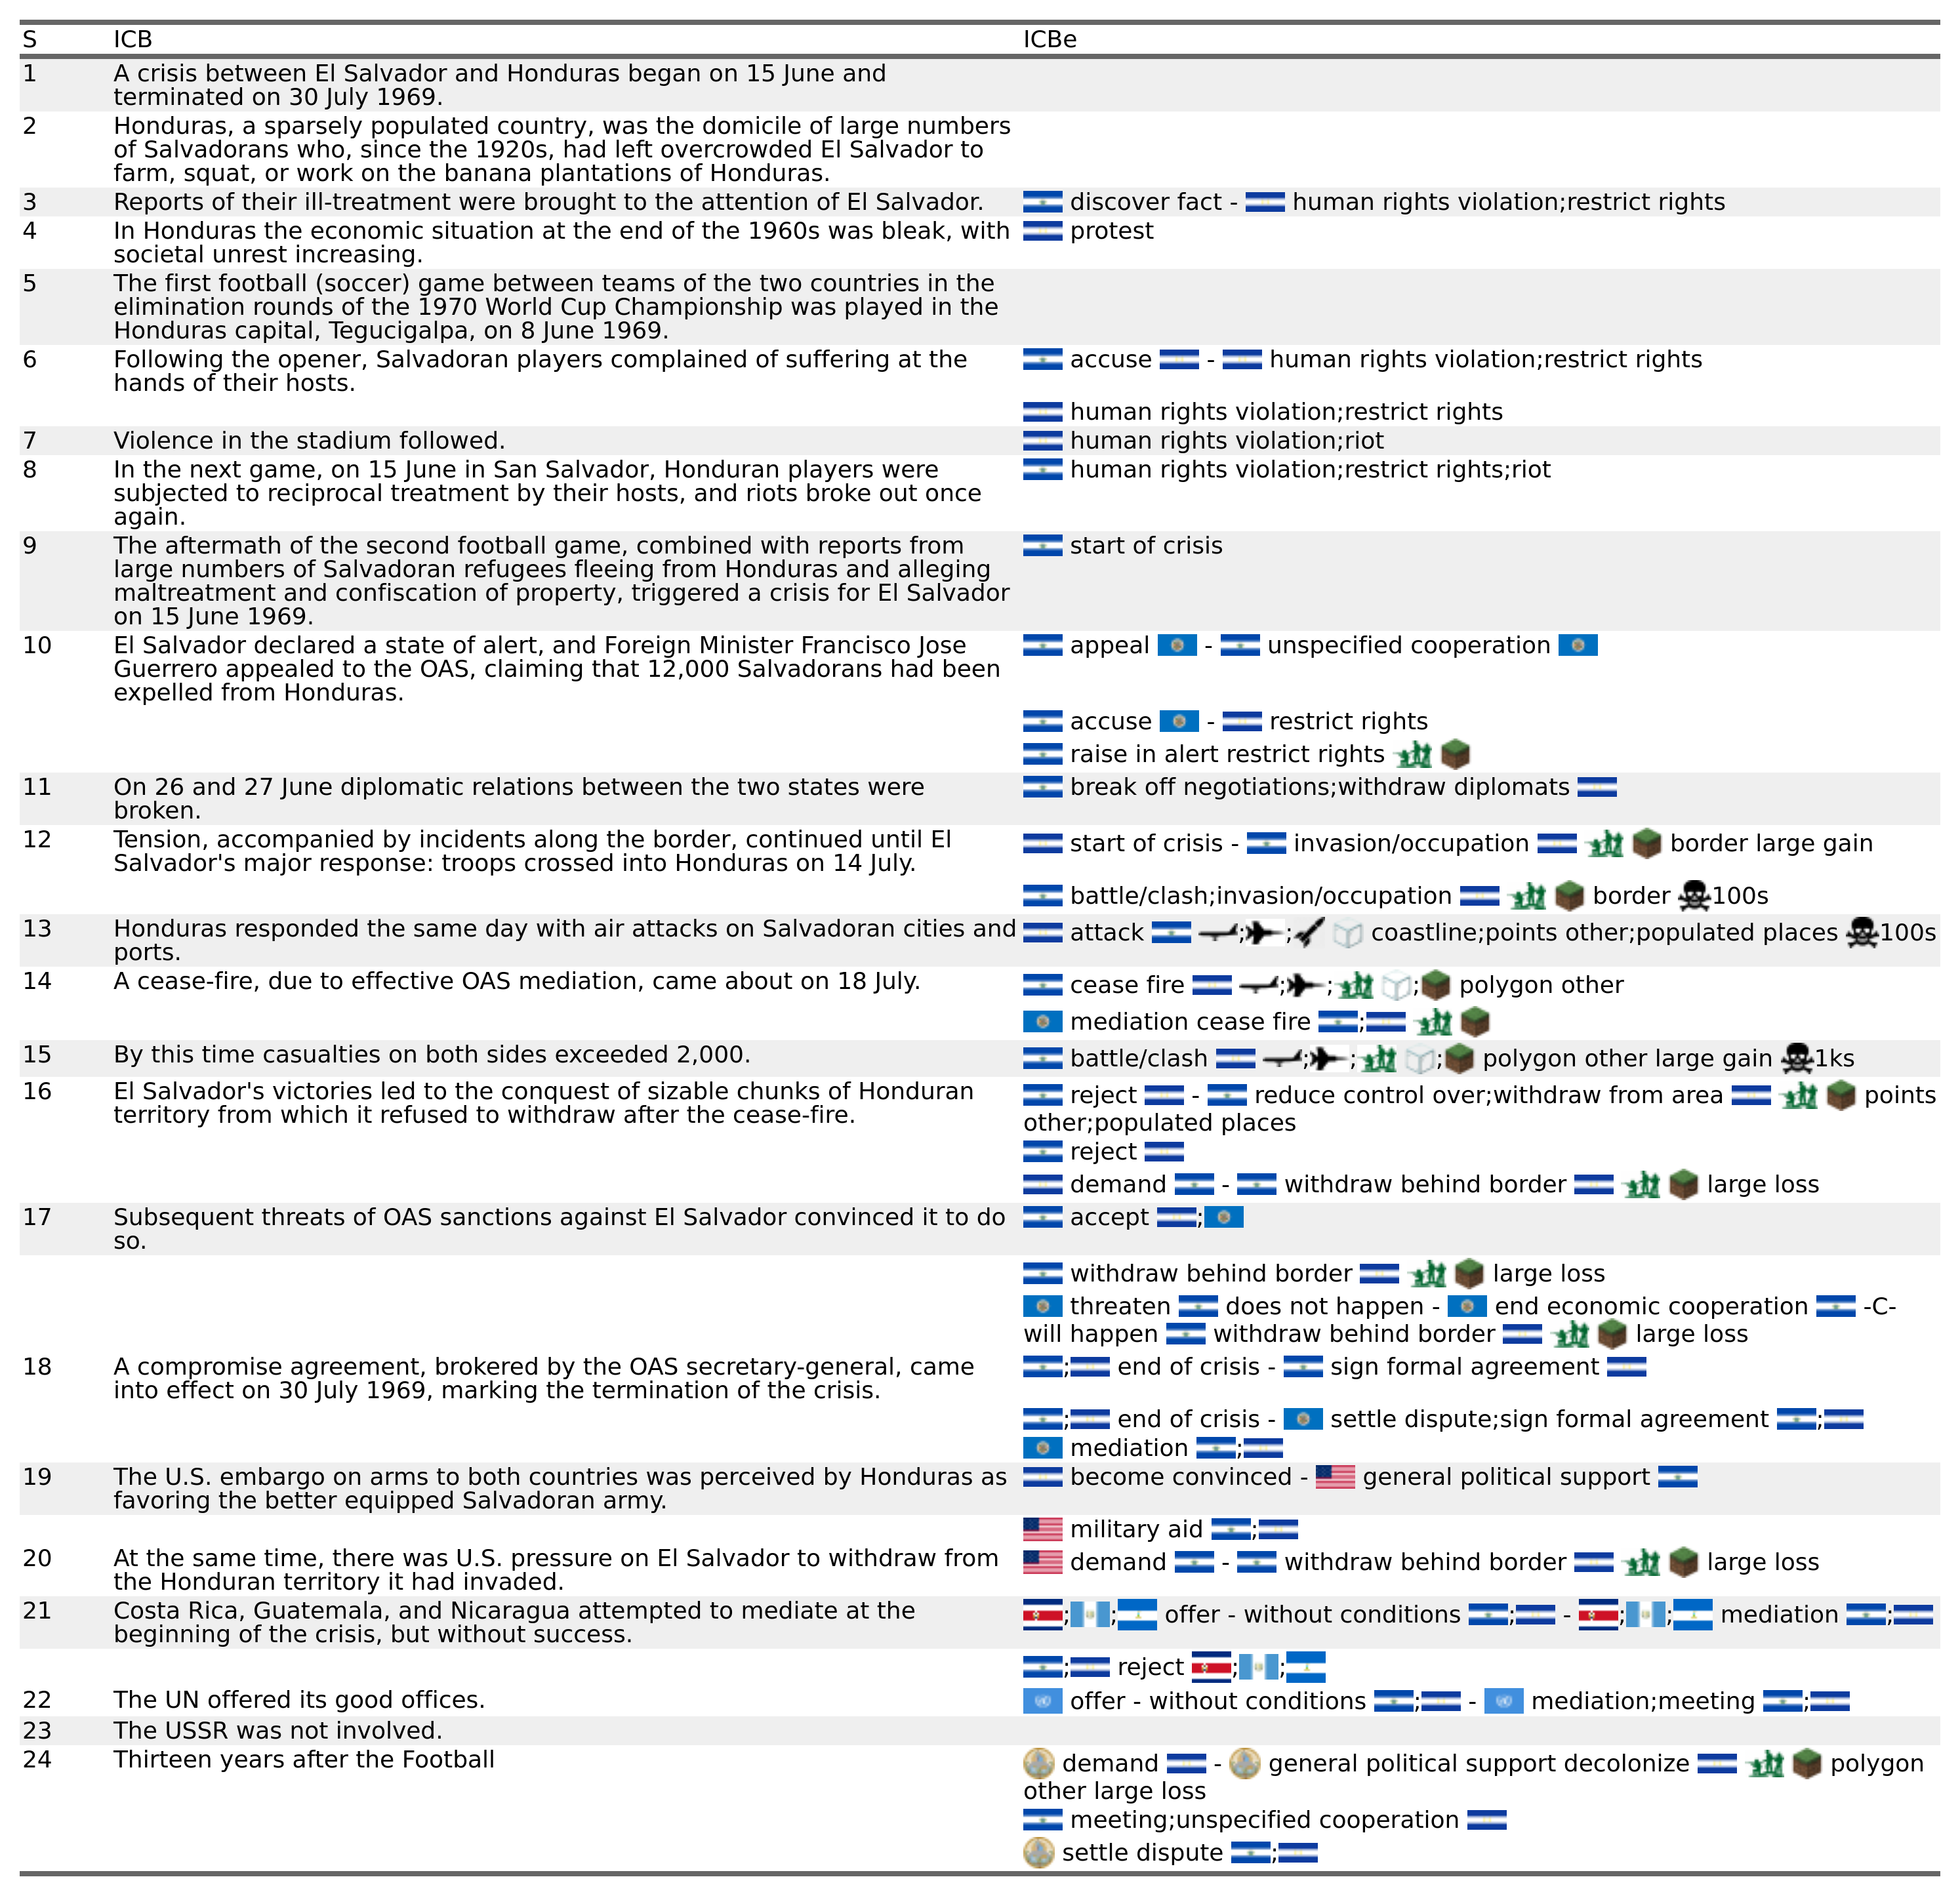 S ICB ICBe
1 A crisis between El Salvador and Honduras began on 15 June and
terminated on 30 July 1969.
2 Honduras, a sparsely populated country, was the domicile of large numbers
of Salvadorans who, since the 1920s, had left overcrowded El Salvador to
farm, squat, or work on the banana plantations of Honduras.
3 Reports of their ill-treatment were brought to the attention of El Salvador. discover fact - human rights violation;restrict rights
4 In Honduras the economic situation at the end of the 1960s was bleak, with protest
societal unrest increasing.
5 The first football (soccer) game between teams of the two countries in the
elimination rounds of the 1970 World Cup Championship was played in the
Honduras capital, Tegucigalpa, on 8 June 1969.
6 Following the opener, Salvadoran players complained of suffering at the accuse - human rights violation;restrict rights
hands of their hosts.
human rights violation;restrict rights
7 Violence in the stadium followed. human rights violation;riot
8 In the next game, on 15 June in San Salvador, Honduran players were human rights violation;restrict rights;riot
subjected to reciprocal treatment by their hosts, and riots broke out once
again.
9 The aftermath of the second football game, combined with reports from start of crisis
large numbers of Salvadoran refugees fleeing from Honduras and alleging
maltreatment and confiscation of property, triggered a crisis for El Salvador
on 15 June 1969.
10 El Salvador declared a state of alert, and Foreign Minister Francisco Jose appeal - unspecified cooperation
Guerrero appealed to the OAS, claiming that 12,000 Salvadorans had been
expelled from Honduras.
accuse - restrict rights
raise in alert restrict rights
11 On 26 and 27 June diplomatic relations between the two states were break off negotiations;withdraw diplomats
broken.
12 Tension, accompanied by incidents along the border, continued until El start of crisis - invasion/occupation border large gain
Salvador's major response: troops crossed into Honduras on 14 July.
battle/clash;invasion/occupation border 100s
13 Honduras responded the same day with air attacks on Salvadoran cities and attack ; ; coastline;points other;populated places 100s
ports.
14 A cease-fire, due to effective OAS mediation, came about on 18 July. cease fire ; ; ; polygon other
mediation cease fire ;
15 By this time casualties on both sides exceeded 2,000. battle/clash ; ; ; polygon other large gain 1ks
16 El Salvador's victories led to the conquest of sizable chunks of Honduran reject - reduce control over;withdraw from area points
territory from which it refused to withdraw after the cease-fire. other;populated places
reject
demand - withdraw behind border large loss
17 Subsequent threats of OAS sanctions against El Salvador convinced it to do accept ;
so.
withdraw behind border large loss
threaten does not happen - end economic cooperation -C-
will happen withdraw behind border large loss
18 A compromise agreement, brokered by the OAS secretary-general, came ; end of crisis - sign formal agreement
into effect on 30 July 1969, marking the termination of the crisis.
; end of crisis - settle dispute;sign formal agreement ;
mediation ;
19 The U.S. embargo on arms to both countries was perceived by Honduras as become convinced - general political support
favoring the better equipped Salvadoran army.
military aid ;
20 At the same time, there was U.S. pressure on El Salvador to withdraw from demand - withdraw behind border large loss
the Honduran territory it had invaded.
21 Costa Rica, Guatemala, and Nicaragua attempted to mediate at the ; ; offer - without conditions ; - ; ; mediation ;
beginning of the crisis, but without success.
; reject ; ;
22 The UN offered its good offices. offer - without conditions ; - mediation;meeting ;
23 The USSR was not involved.
24 Thirteen years after the Football demand - general political support decolonize polygon
other large loss
meeting;unspecified cooperation
settle dispute ;